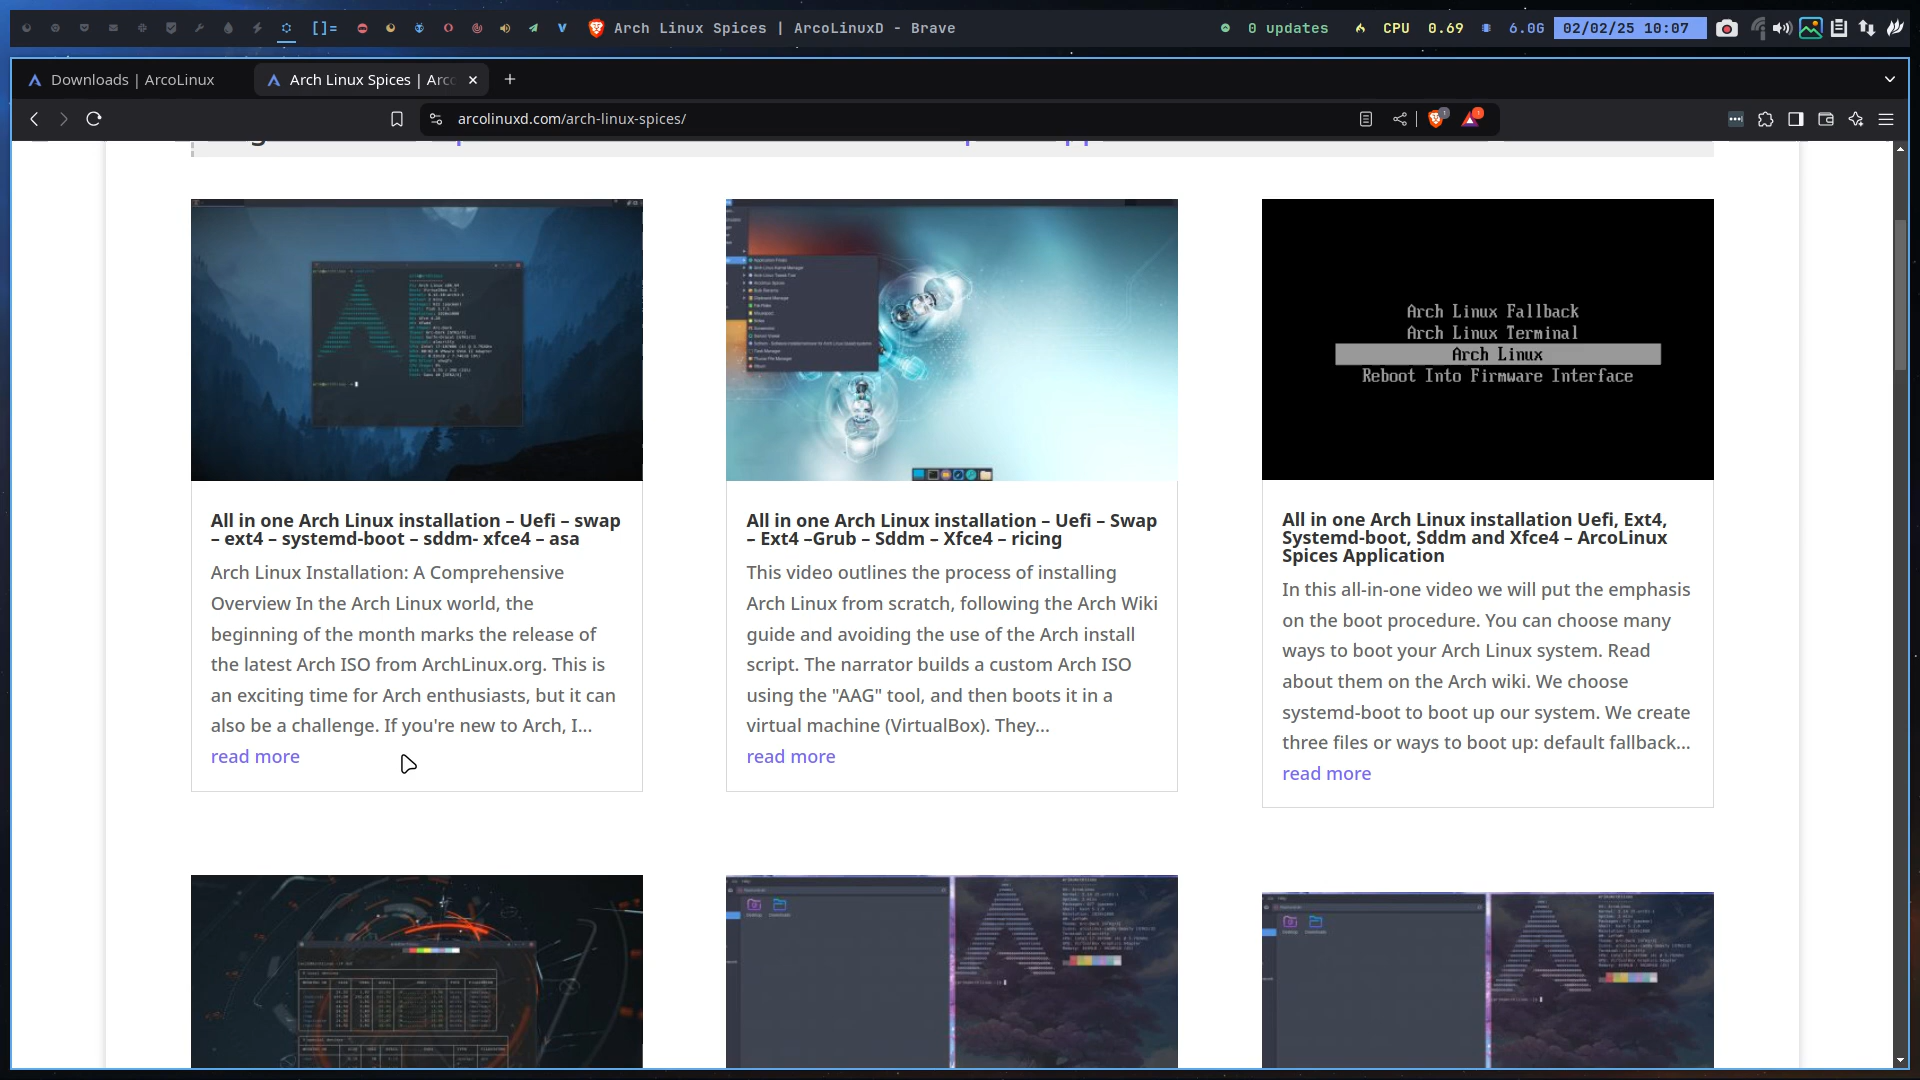 []=
Arch Linux Spices | ArcoLinuxD - Brave
0 updates
CPU 0.69
6.0G
02/02/25 10:07
Downloads | ArcoLinux
Arch Linux Spices | Arc
arcolinuxd.com/arch-linux-spices/
Arch Linux Fallback
Arch Linux Terminal
Arch Linux
Reboot Into Firmware Interface
All in one Arch Linux installation – Uefi – swap
– ext4 – systemd-boot – sddm- xfce4 – asa
Arch Linux Installation: A Comprehensive
Overview In the Arch Linux world, the
beginning of the month marks the release of
the latest Arch ISO from ArchLinux.org. This is
an exciting time for Arch enthusiasts, but it can
also be a challenge. If you're new to Arch, I...
read more
All in one Arch Linux installation – Uefi – Swap
– Ext4 –Grub – Sddm – Xfce4 – ricing
This video outlines the process of installing
Arch Linux from scratch, following the Arch Wiki
guide and avoiding the use of the Arch install
script. The narrator builds a custom Arch ISO
using the "AAG" tool, and then boots it in a
virtual machine (VirtualBox). They...
read more
All in one Arch Linux installation Uefi, Ext4,
Systemd-boot, Sddm and Xfce4 – ArcoLinux
Spices Application
In this all-in-one video we will put the emphasis
on the boot procedure. You can choose many
ways to boot your Arch Linux system. Read
about them on the Arch wiki. We choose
systemd-boot to boot up our system. We create
three files or ways to boot up: default fallback...
read more